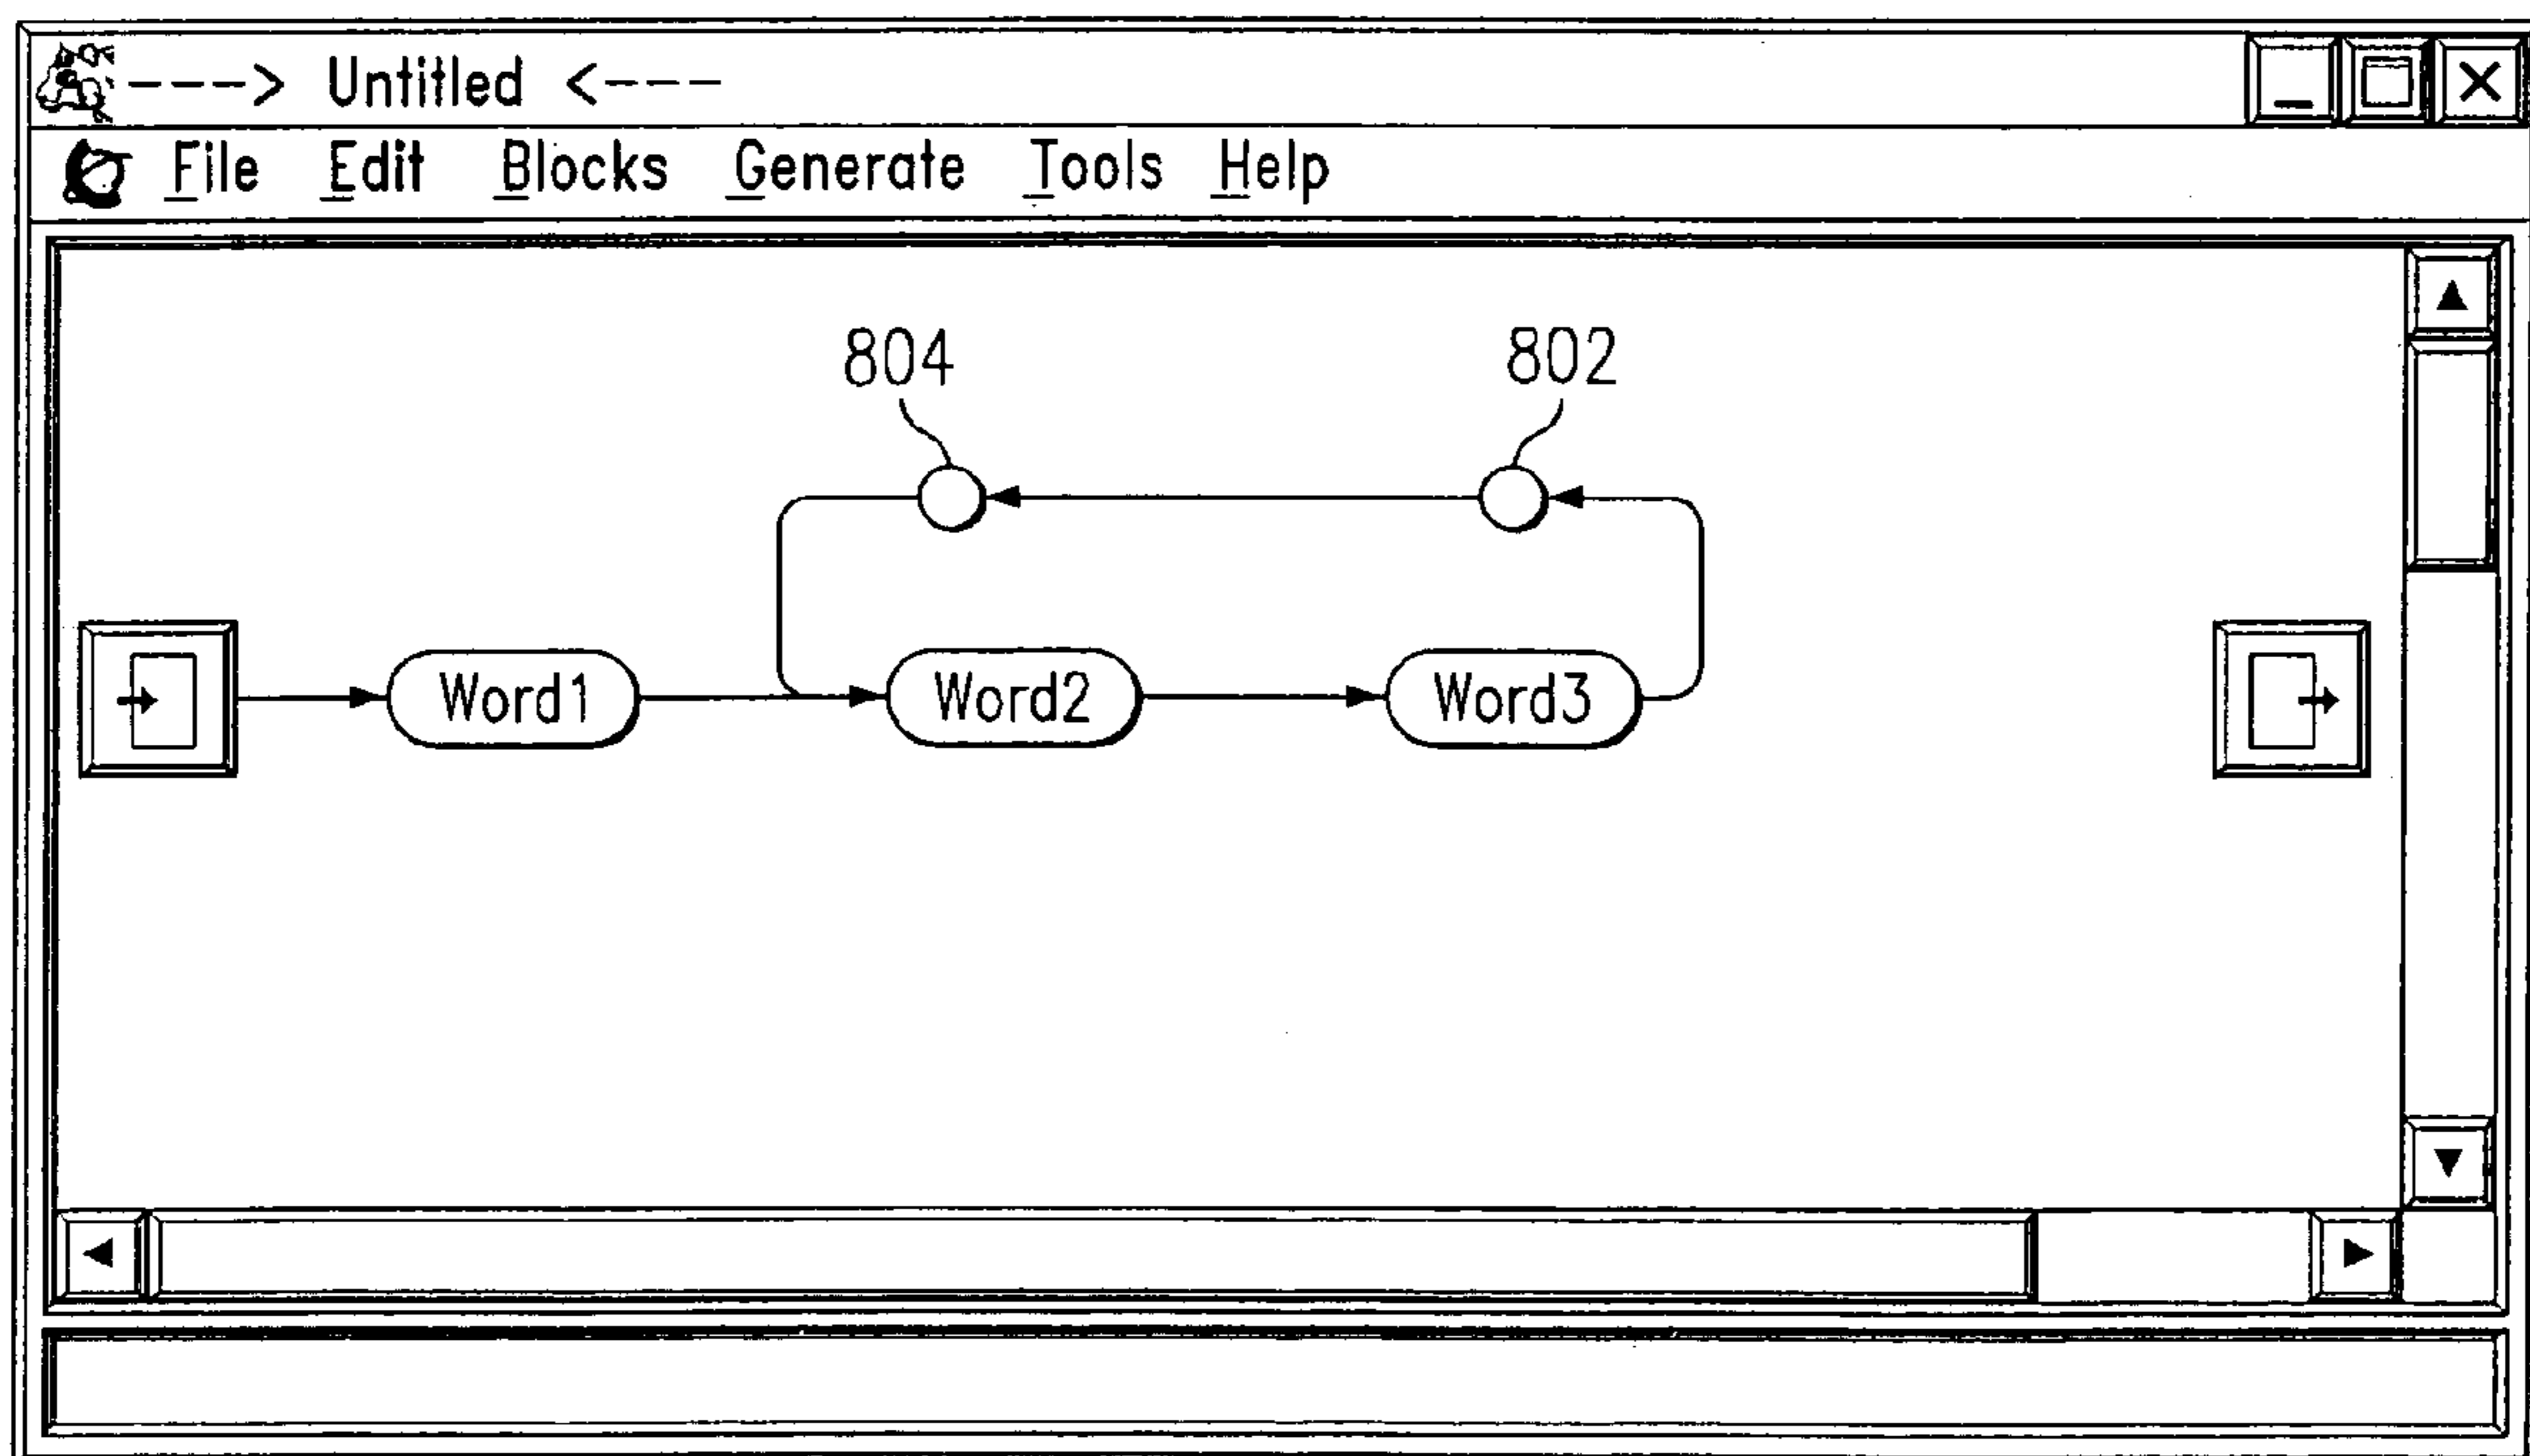 ---> Untitled <---
File Edit Blocks Generate Tools Help
804 802
Word1 Word2 Word3